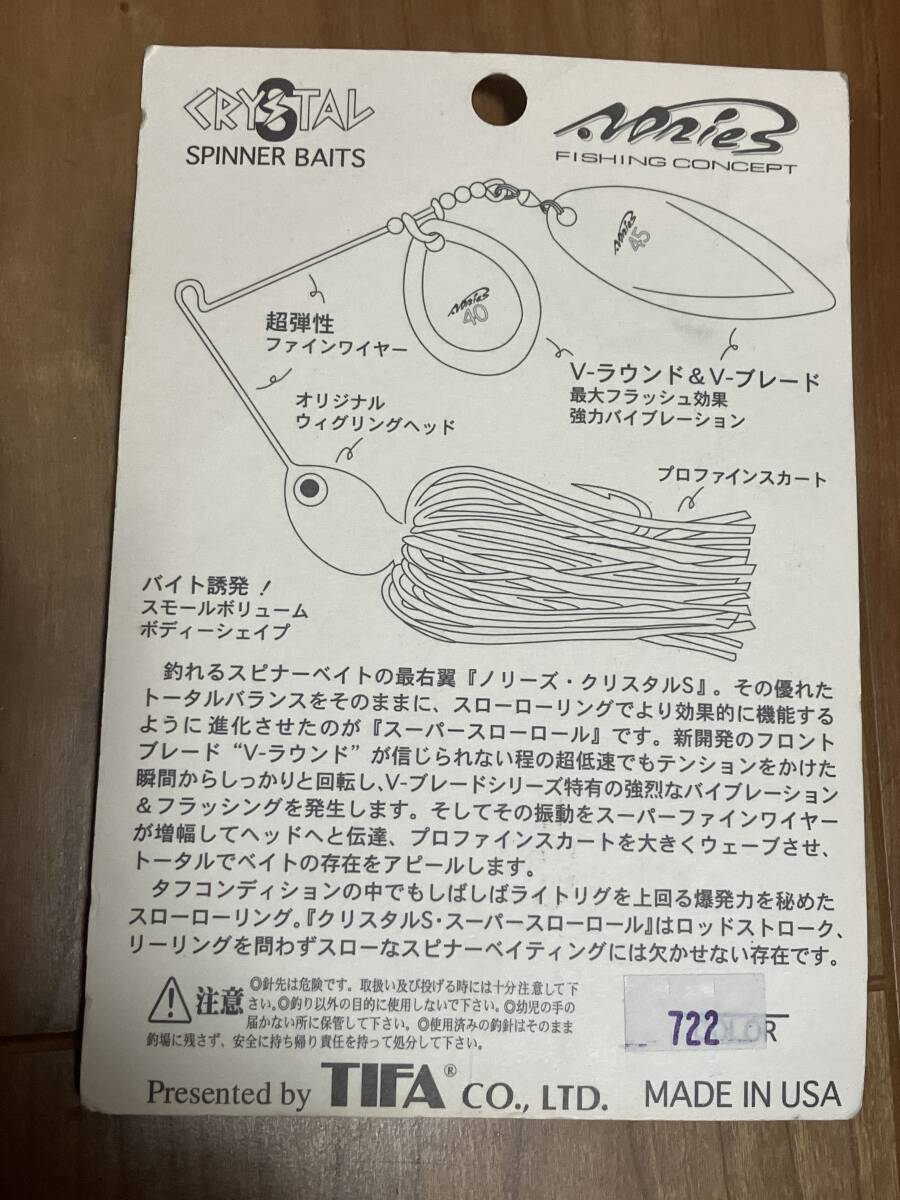 CRYSTAL S
SPINNER BAITS
Nories
FISHING CONCEPT
Nories
45
Nories
40
超弾性
ファインワイヤー
V-ラウンド＆V-ブレード
最大フラッシュ効果
強力バイブレーション
オリジナル
ウィグリングヘッド
プロファインスカート
バイト誘発！
スモールボリューム
ボディーシェイプ
釣れるスピナーベイトの最右翼『ノリーズ・クリスタルS』。その優れた
トータルバランスをそのままに、スローローリングでより効果的に機能する
ように進化させたのが『スーパースローロール』です。新開発のフロント
ブレード“V-ラウンド”が信じられない程の超低速でもテンションをかけた
瞬間からしっかりと回転し、V-ブレードシリーズ特有の強烈なバイブレーション
＆フラッシングを発生します。そしてその振動をスーパーファインワイヤー
が増幅してヘッドへと伝達、プロファインスカートを大きくウェーブさせ、
トータルでベイトの存在をアピールします。
タフコンディションの中でもしばしばライトリグを上回る爆発力を秘めた
スローローリング。『クリスタルS・スーパースローロール』はロッドストローク、
リーリングを問わずスローなスピナーベイティングには欠かせない存在です。
注意 ◎針先は危険です。取扱い及び投げる時には十分注意して下
さい。◎釣り以外の目的に使用しないで下さい。◎幼児の手の
届かない所に保管して下さい。◎使用済みの釣針はそのまま
釣場に残さず、安全に持ち帰り責任を持って処分して下さい。
722
OR
Presented by TIFA® CO., LTD. MADE IN USA